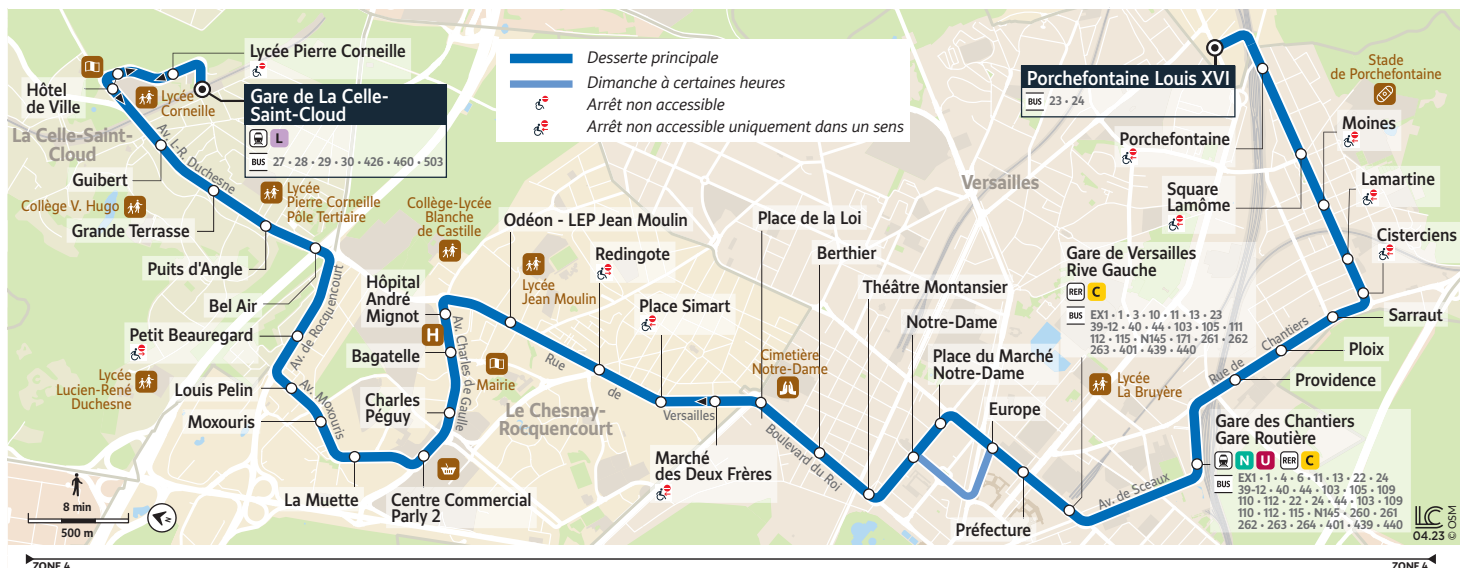 Lycée Pierre Corneille
Hôtel
de Ville
Lycée
Corneille
La Celle-Saint-
Cloud
Gare de La Celle-
Saint-Cloud
L
BUS 27 • 28 • 29 • 30 • 426 • 460 • 503
Av. L-R. Duchesne
Guibert
Collège V. Hugo
Grande Terrasse
Lycée
Pierre Corneille
Pôle Tertiaire
Puits d'Angle
Bel Air
Av. de Rocquencourt
Petit Beauregard
Lycée
Lucien-René
Duchesne
Louis Pelin
Av. Moxouris
Moxouris
La Muette
Centre Commercial
Parly 2
Charles
Péguy
Bagatelle
Av. Charles de Gaulle
Hôpital
André
Mignot
H
Collège-Lycée
Blanche
de Castille
Mairie
Odéon - LEP Jean Moulin
Lycée
Jean Moulin
Redingote
Place Simart
Le Chesnay-
Rocquencourt
Rue
de
Versailles
Marché
des Deux Frères
Place de la Loi
Cimetière
Notre-Dame
Berthier
Boulevard du Roi
Théâtre Montansier
Notre-Dame
Place du Marché
Notre-Dame
Europe
Préfecture
Versailles
Gare de Versailles
Rive Gauche
RER C
BUS EX1 • 1 • 3 • 10 • 11 • 13 • 23
39-12 • 40 • 44 • 103 • 105 • 111
112 • 115 • N145 • 171 • 261 • 262
263 • 401 • 439 • 440
Lycée
La Bruyère
Av. de Sceaux
Gare des Chantiers
Gare Routière
N U RER C
BUS EX1 • 1 • 4 • 6 • 11 • 13 • 22 • 24
39-12 • 40 • 44 • 103 • 105 • 109
110 • 112 • 22 • 24 • 44 • 103 • 109
110 • 112 • 115 • N145 • 260 • 261
262 • 263 • 264 • 401 • 439 • 440
Rue de Chantiers
Providence
Ploix
Sarraut
Cisterciens
Lamartine
Moines
Square
Lamôme
Porchefontaine
Stade
de Porchefontaine
Porchefontaine Louis XVI
BUS 23 • 24
Desserte principale
Dimanche à certaines heures
Arrêt non accessible
Arrêt non accessible uniquement dans un sens
8 min
500 m
LC
04.23 © OSM
ZONE 4
ZONE 4